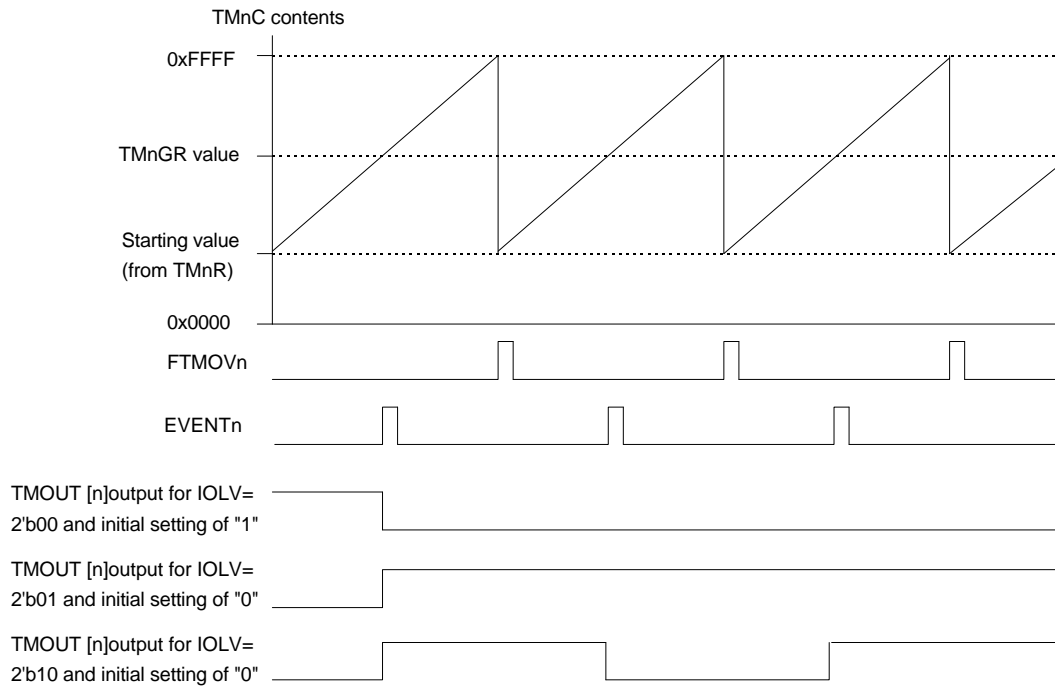 TMnC contents
0xFFFF
TMnGR value
Starting value
(from TMnR)
0x0000
FTMOVn
EVENTn
TMOUT [n]output for IOLV=
2'b00 and initial setting of "1"
TMOUT [n]output for IOLV=
2'b01 and initial setting of "0"
TMOUT [n]output for IOLV=
2'b10 and initial setting of "0"